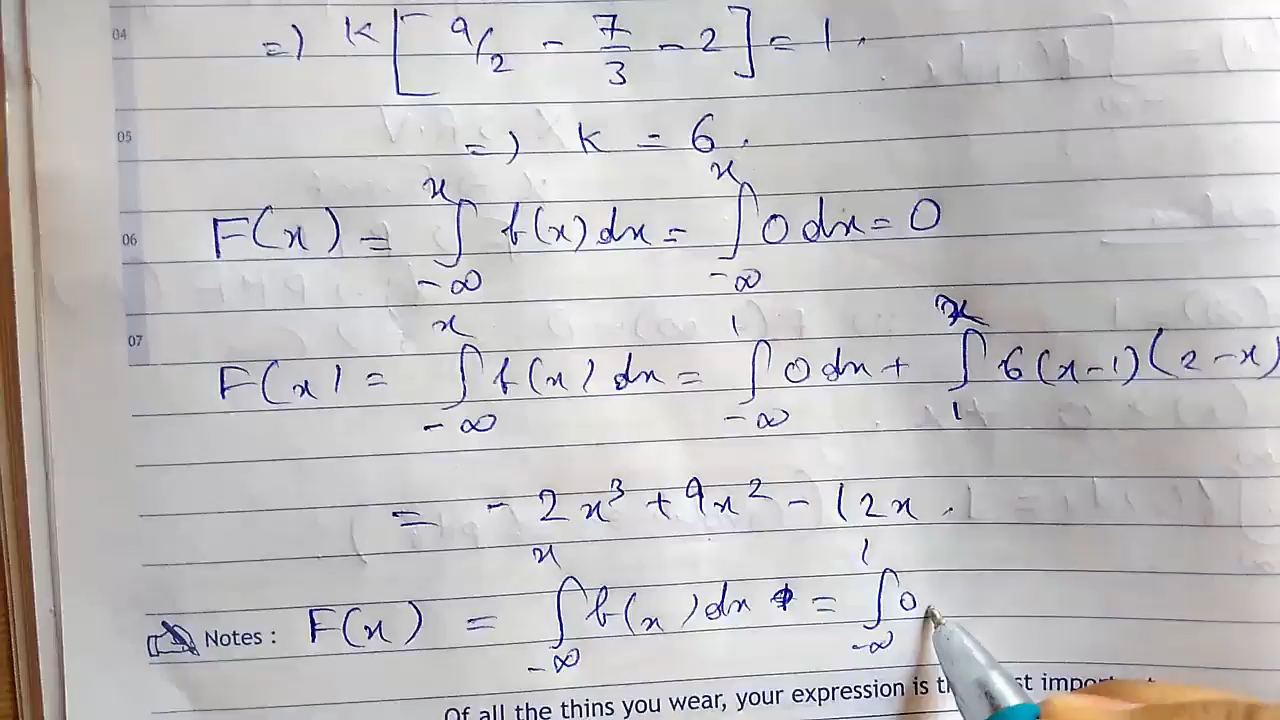 04 => k [ 9/2 - 7/3 - 2 ] = 1.
05 => k = 6.
06 F(x) = ∫_{-∞}^{x} f(x) dx = ∫_{-∞}^{x} 0 dx = 0
07 F(x) = ∫_{-∞}^{x} f(x) dx = ∫_{-∞}^{1} 0 dx + ∫_{1}^{x} 6(x-1)(2-x)
= -2x³ + 9x² - 12x.
Notes : F(x) = ∫_{-∞}^{x} f(x) dx = ∫_{-∞}^{1} 0
Of all the thins you wear, your expression is